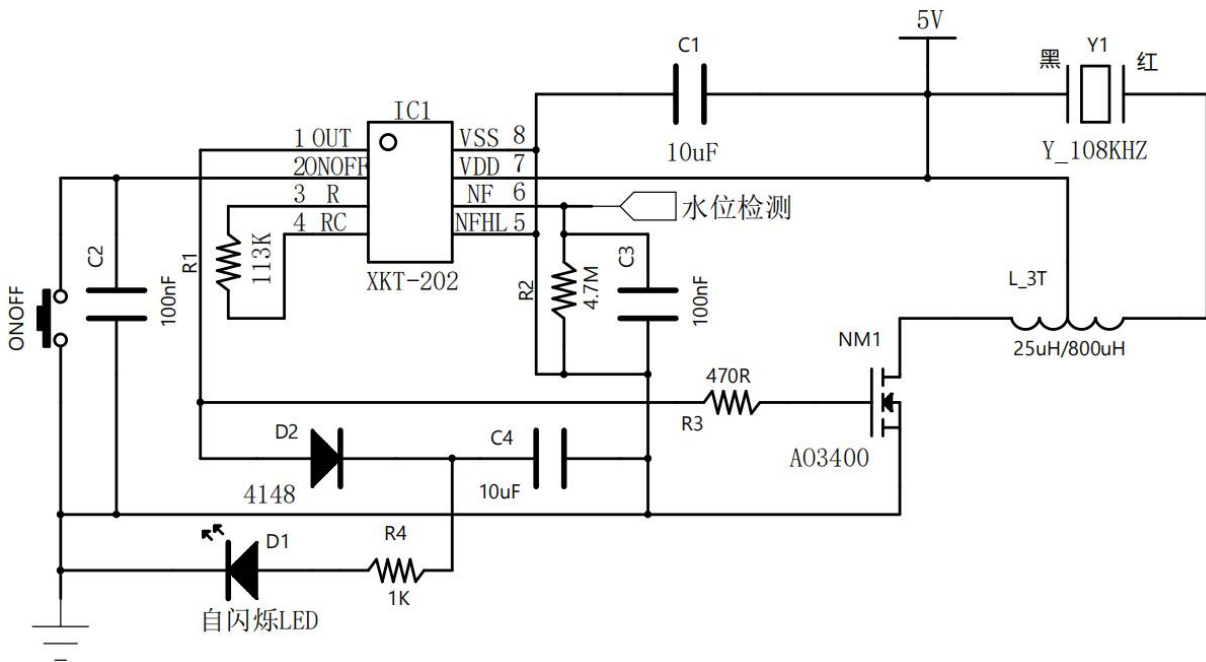 5V
C1
10uF
黑
Y1
红
Y_108KHZ
IC1
1 OUT
VSS 8
2ONOFF
VDD 7
3 R
NF 6
4 RC
NFHL 5
XKT-202
水位检测
C2
100nF
R1
113K
R2
4.7M
C3
100nF
ONOFF
L_3T
25uH/800uH
NM1
470R
R3
AO3400
D2
4148
C4
10uF
D1
自闪烁LED
R4
1K